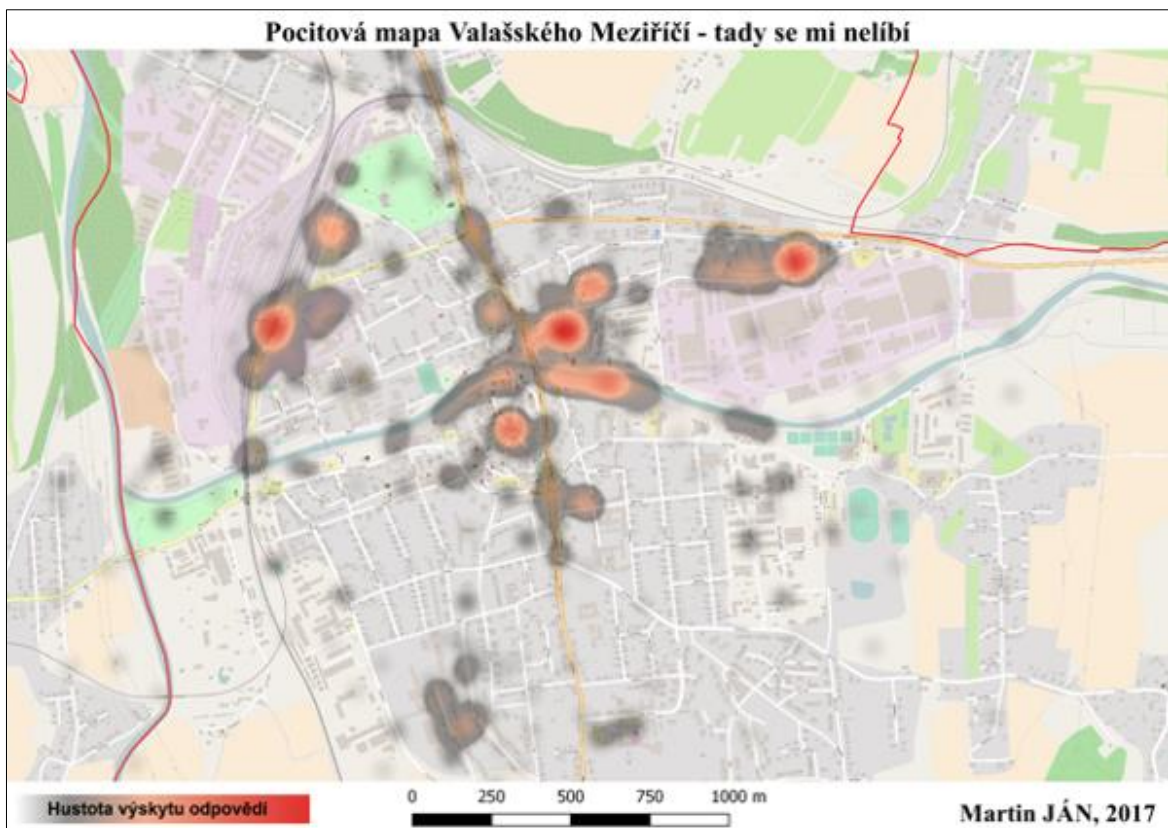 Pocitová mapa Valašského Meziříčí - tady se mi nelíbí
Hustota výskytu odpovědí
0 250 500 750 1000 m
Martin JÁN, 2017